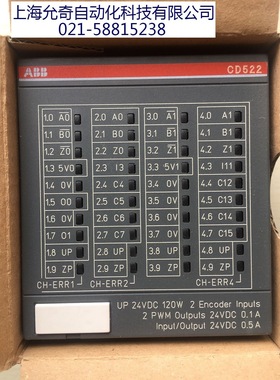 上海允奇自动化科技有限公司
021-58815238
ABB
CD522
1.0 A0 2.0 A0 3.0 A1 4.0 A1
1.1 B0 2.1 B0 3.1 B1 4.1 B1
1.2 Z0 2.2 Z0 3.2 Z1 4.2 Z1
1.3 5V0 2.3 I3 3.3 5V1 4.3 I11
1.4 0V 2.4 C4 3.4 0V 4.4 C12
1.5 O0 2.5 C5 3.5 0V 4.5 C13
1.6 0V 2.6 C6 3.6 0V 4.6 C14
1.7 O1 2.7 C7 3.7 0V 4.7 C15
1.8 UP 2.8 UP 3.8 UP 4.8 UP
1.9 ZP 2.9 ZP 3.9 ZP 4.9 ZP
CH-ERR1 CH-ERR2 CH-ERR4
UP 24VDC 120W 2 Encoder Inputs
2 PWM Outputs 24VDC 0.1A
Input/Output 24VDC 0.5A